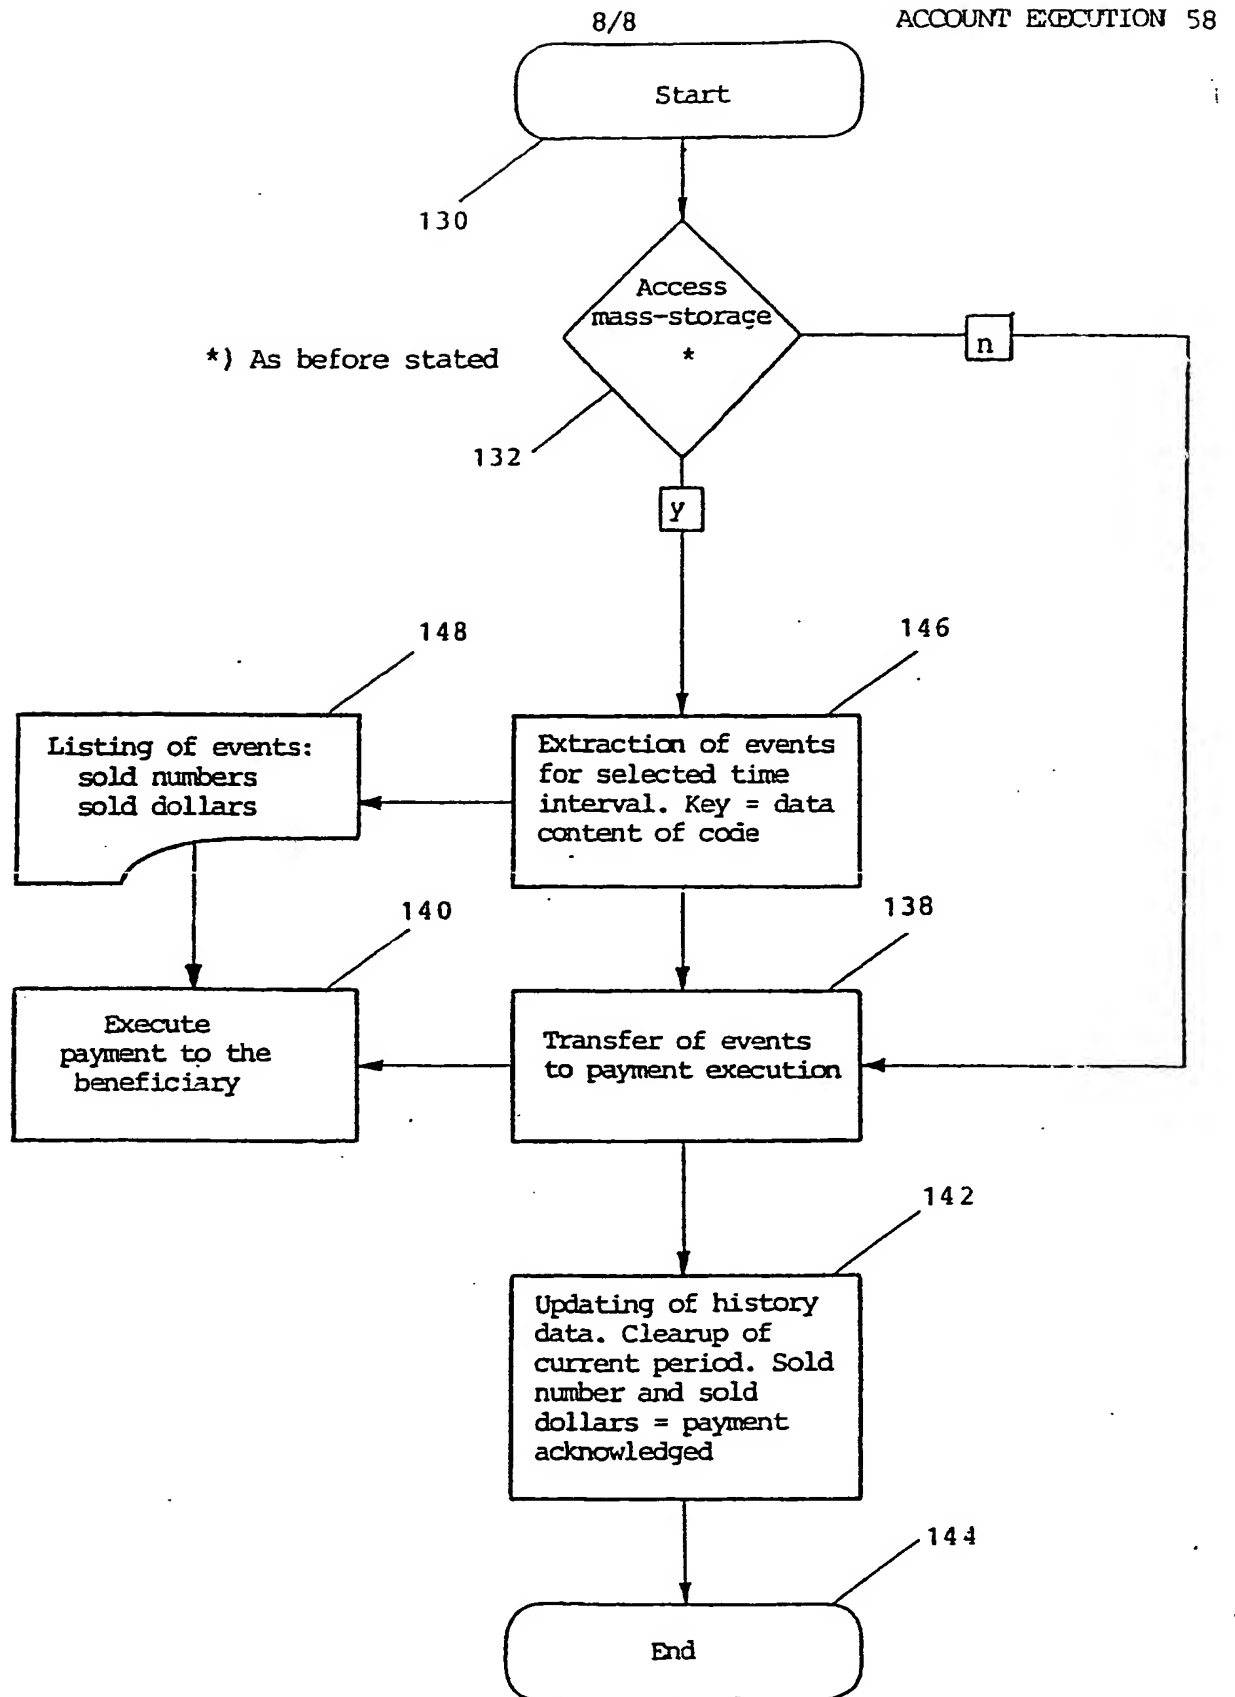 8/8
ACCOUNT EXECUTION 58
Start
130
Access
mass-storage
*
n
*) As before stated
132
y
148
146
Listing of events:
sold numbers
sold dollars
Extraction of events
for selected time
interval. Key = data
content of code
140
138
Execute
payment to the
beneficiary
Transfer of events
to payment execution
142
Updating of history
data. Clearup of
current period. Sold
number and sold
dollars = payment
acknowledged
144
End